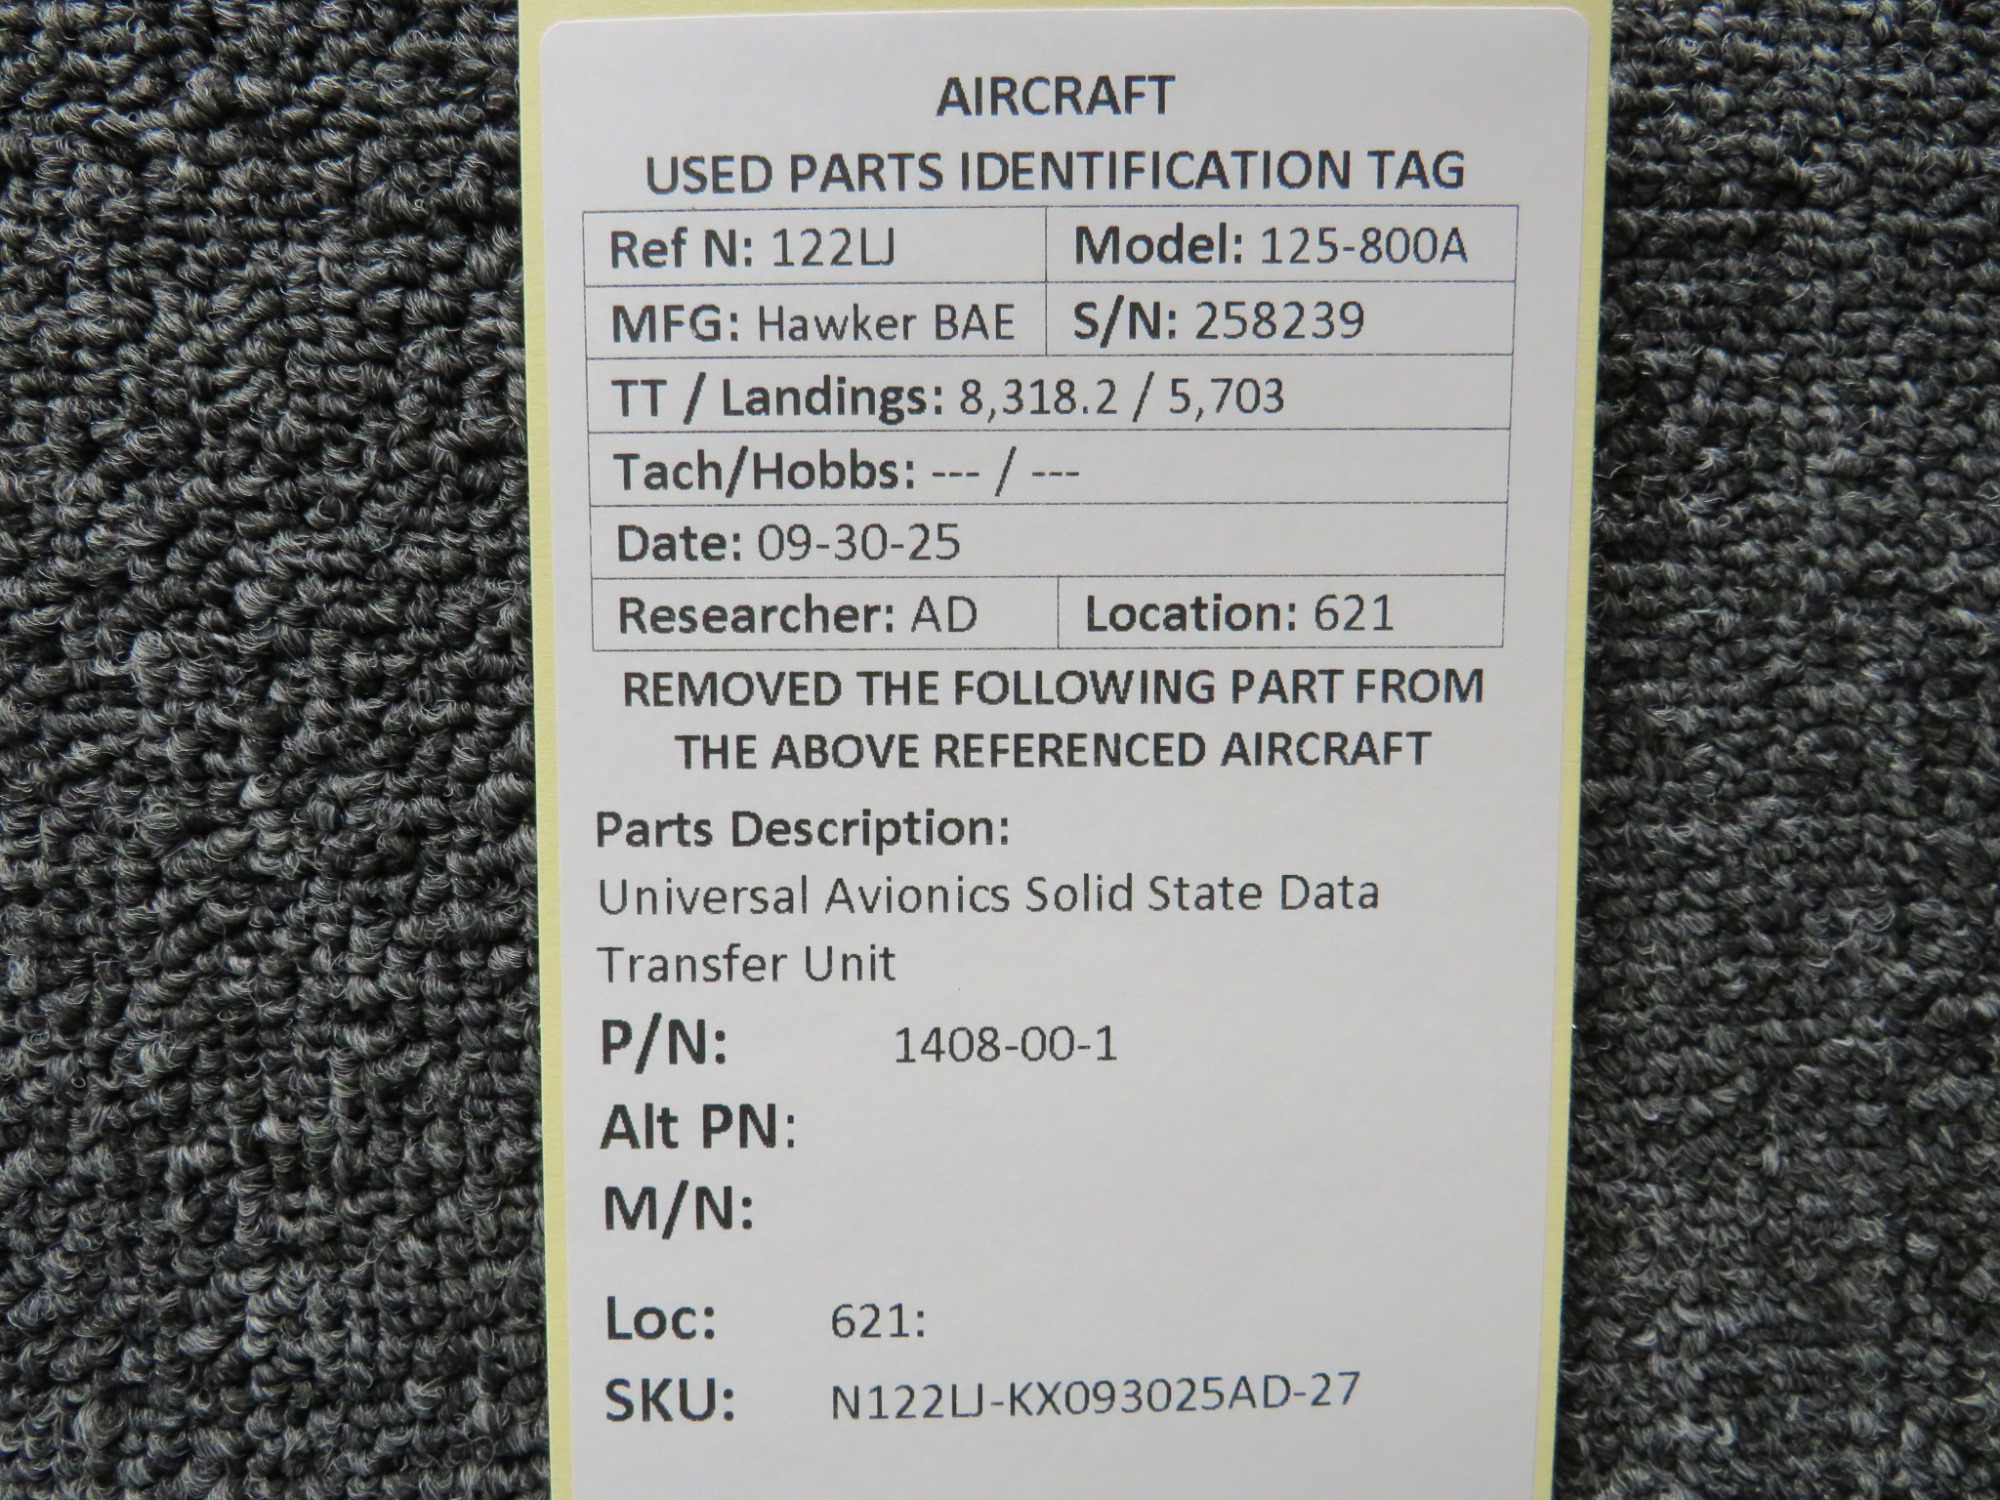 AIRCRAFT
USED PARTS IDENTIFICATION TAG
Ref N: 122LJ Model: 125-800A
MFG: Hawker BAE S/N: 258239
TT / Landings: 8,318.2 / 5,703
Tach/Hobbs: --- / ---
Date: 09-30-25
Researcher: AD Location: 621
REMOVED THE FOLLOWING PART FROM
THE ABOVE REFERENCED AIRCRAFT
Parts Description:
Universal Avionics Solid State Data
Transfer Unit
P/N: 1408-00-1
Alt PN:
M/N:
Loc: 621:
SKU: N122LJ-KX093025AD-27